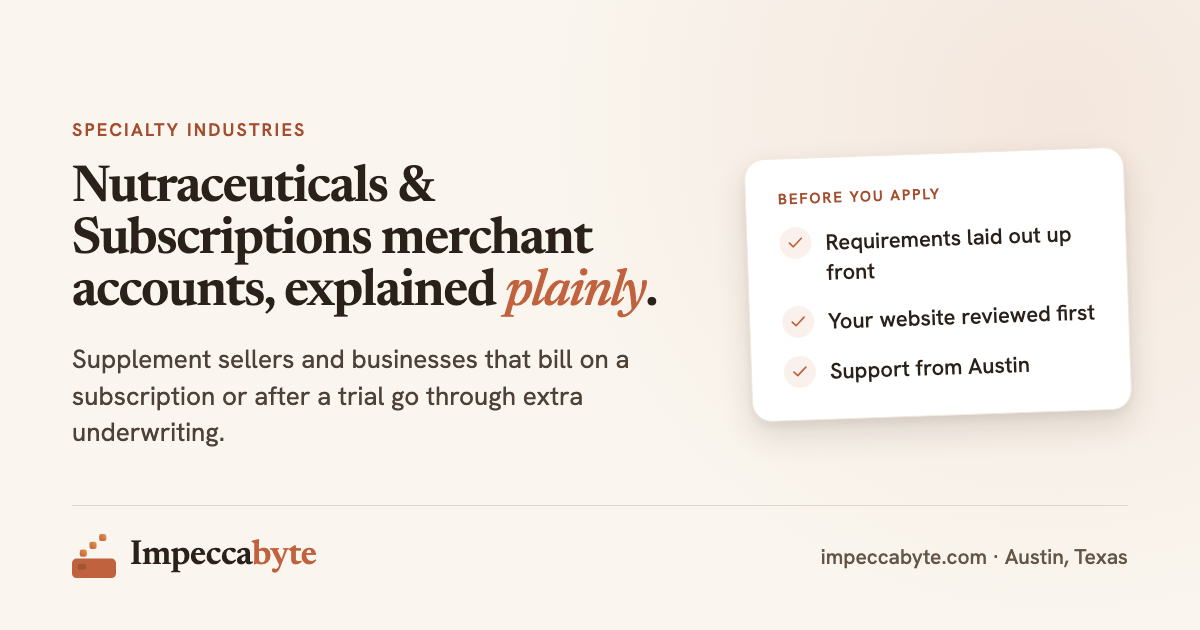 SPECIALTY INDUSTRIES
Nutraceuticals &
Subscriptions merchant
accounts, explained plainly.
Supplement sellers and businesses that bill on a
subscription or after a trial go through extra
underwriting.
BEFORE YOU APPLY
Requirements laid out up
front
Your website reviewed first
Support from Austin
Impeccabyte
impeccabyte.com · Austin, Texas